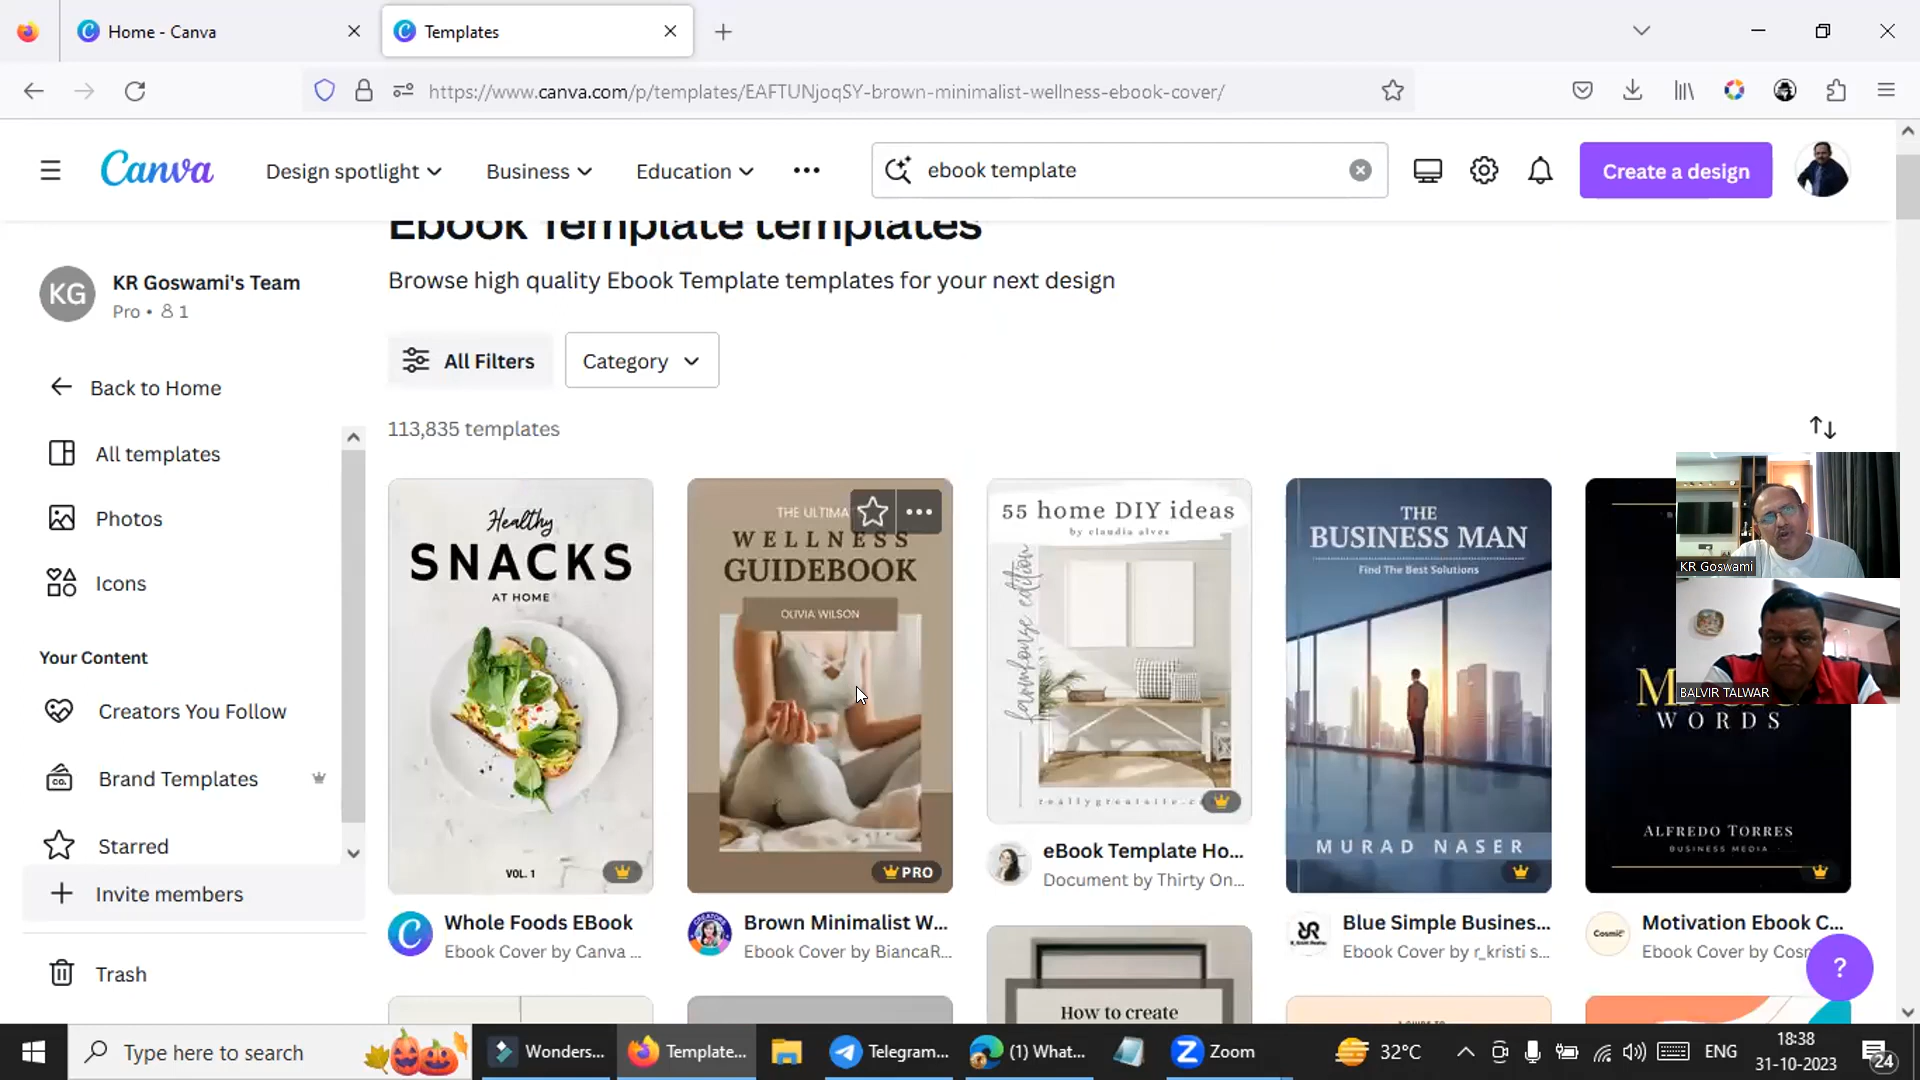 Home - Canva
Templates
https://www.canva.com/p/templates/EAFTUNjoqSY-brown-minimalist-wellness-ebook-cover/
Canva
Design spotlight
Business
Education
ebook template
Create a design
Ebook Template templates
Browse high quality Ebook Template templates for your next design
KG
KR Goswami's Team
Pro • 1
All Filters
Category
Back to Home
113,835 templates
All templates
Photos
Icons
Your Content
Creators You Follow
Brand Templates
Starred
Invite members
Trash
Healthy
SNACKS
AT HOME
VOL. 1
THE ULTIMA
WELLNESS
GUIDEBOOK
OLIVIA WILSON
PRO
55 home DIY ideas
by claudia alves
farmhouse edition
THE
BUSINESS MAN
Find The Best Solutions
MURAD NASER
KR Goswami
BALVIR TALWAR
WORDS
ALFREDO TORRES
BUSINESS MEDIA
eBook Template Ho...
Document by Thirty On...
Whole Foods EBook
Ebook Cover by Canva ...
Brown Minimalist W...
Ebook Cover by BiancaR...
Blue Simple Busines...
Ebook Cover by r_kristi s...
Motivation Ebook C...
Ebook Cover by Cosm
Cosmic
How to create
?
Type here to search
Wonders...
Template...
Telegram...
(1) What...
Zoom
32°C
ENG
18:38
31-10-2023
24